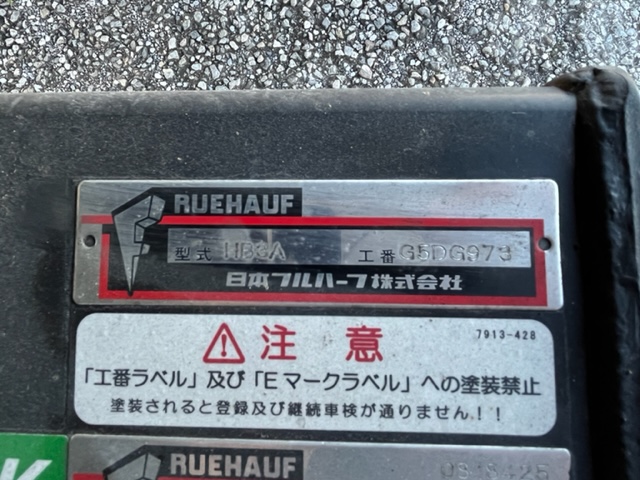 FRUEHAUF
型式 11B3A 工番 G5DG973
日本フルハーフ株式会社
注 意 7913-428
「工番ラベル」及び「Eマークラベル」への塗装禁止
塗装されると登録及び継続車検が通りません!!
FRUEHAUF
K